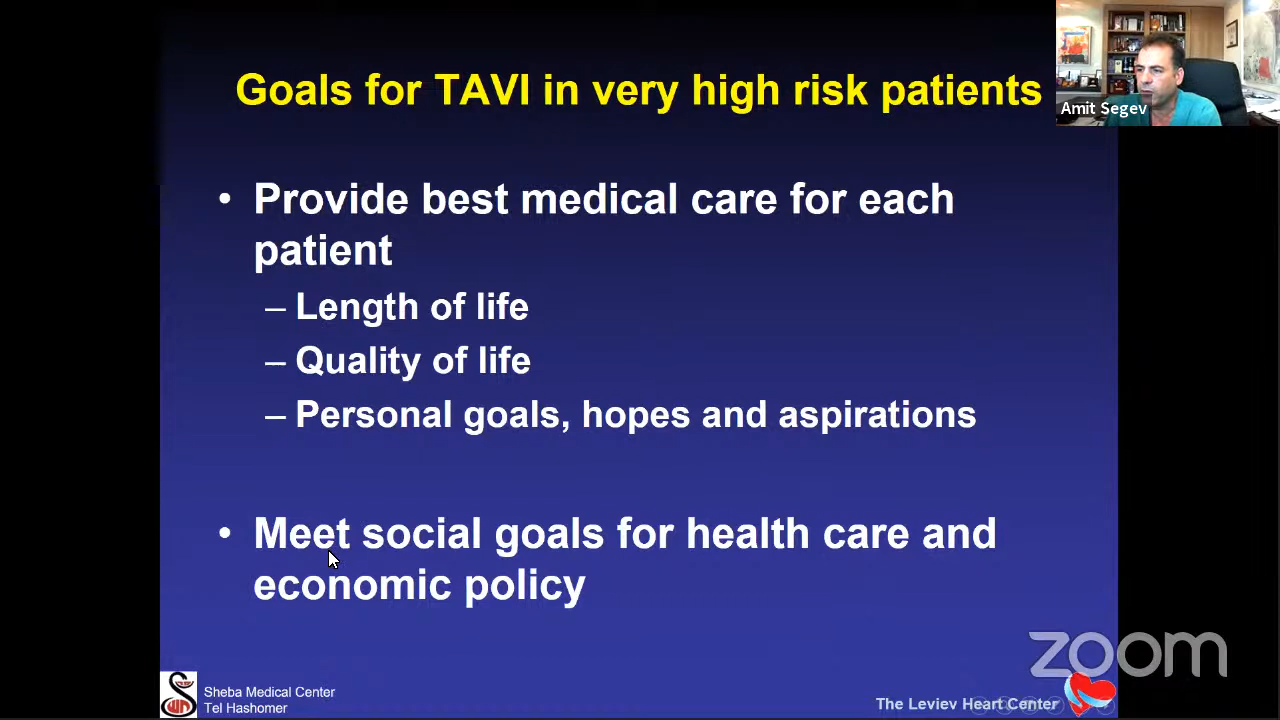 Goals for TAVI in very high risk patients
Amit Segev
• Provide best medical care for each
patient
– Length of life
– Quality of life
– Personal goals, hopes and aspirations
• Meet social goals for health care and
economic policy
zoom
Sheba Medical Center
Tel Hashomer
The Leviev Heart Center